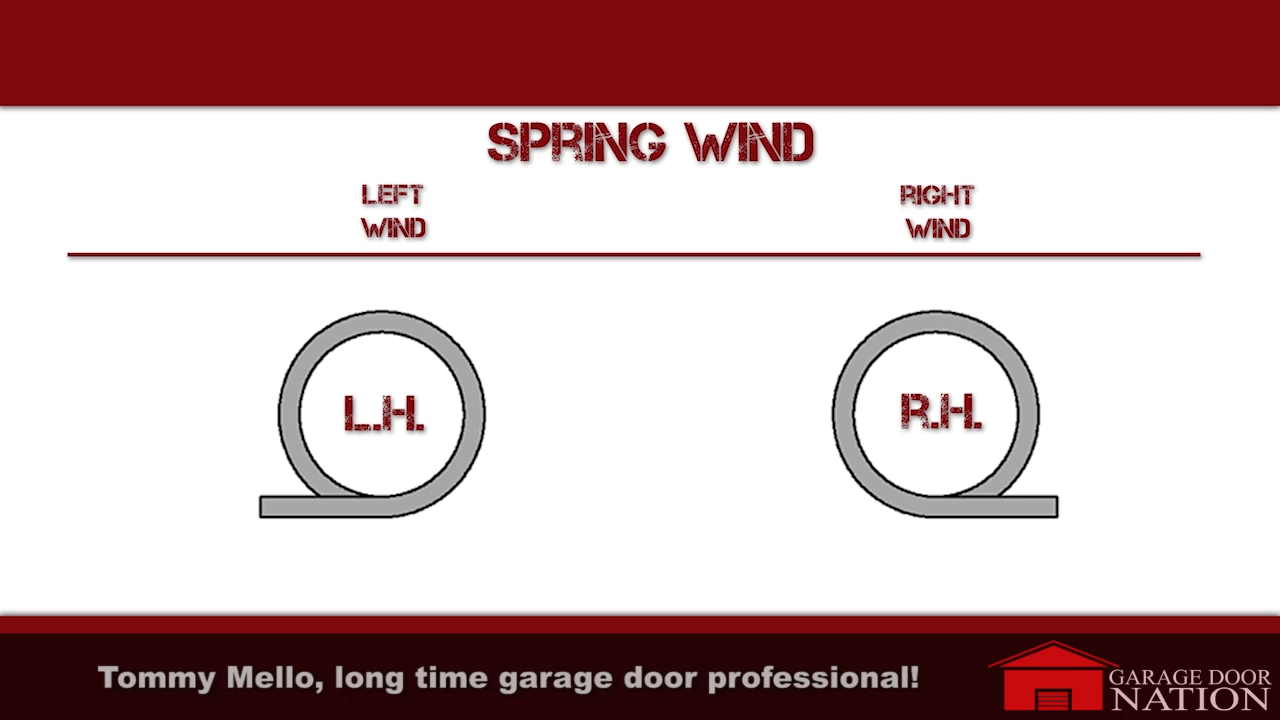 SPRING WIND
LEFT
WIND
RIGHT
WIND
L.H.
R.H.
Tommy Mello, long time garage door professional!
GARAGE DOOR
NATION